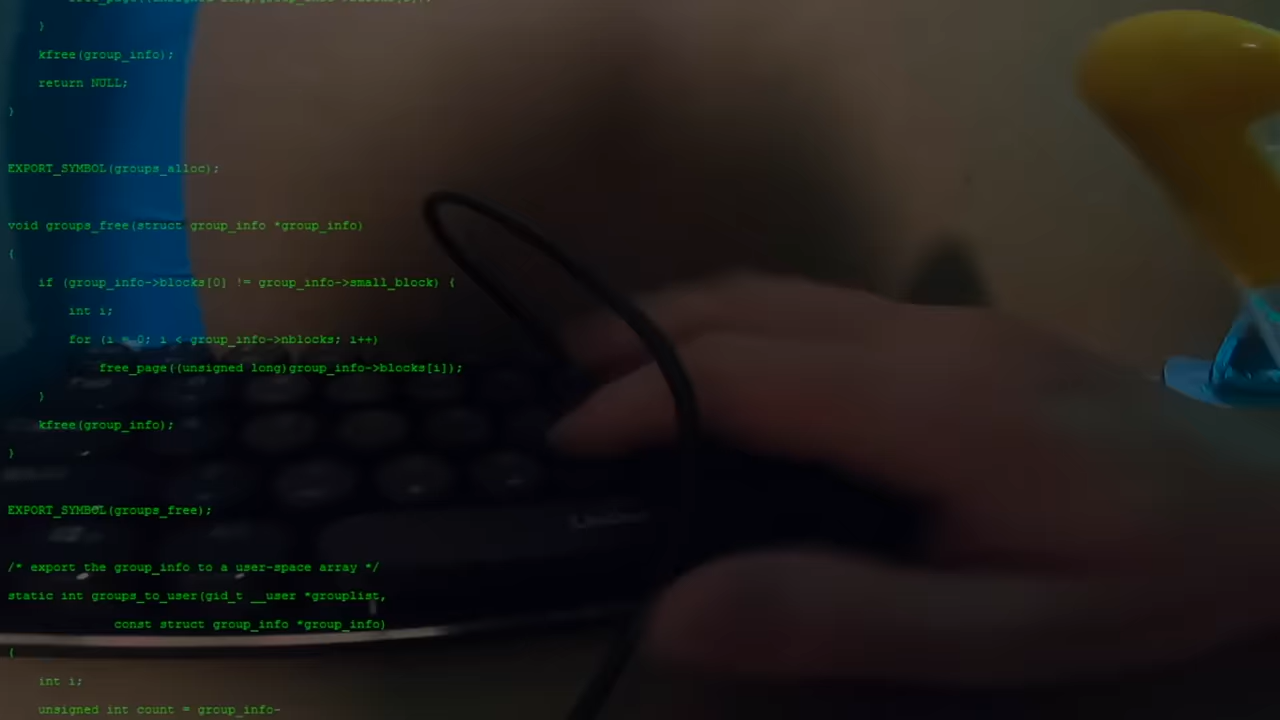 }
kfree(group_info);
return NULL;
}
EXPORT_SYMBOL(groups_alloc);
void groups_free(struct group_info *group_info)
{
if (group_info->blocks[0] != group_info->small_block) {
int i;
for (i = 0; i < group_info->nblocks; i++)
free_page((unsigned long)group_info->blocks[i]);
}
kfree(group_info);
}
EXPORT_SYMBOL(groups_free);
/* export the group_info to a user-space array */
static int groups_to_user(gid_t __user *grouplist,
const struct group_info *group_info)
{
int i;
unsigned int count = group_info-